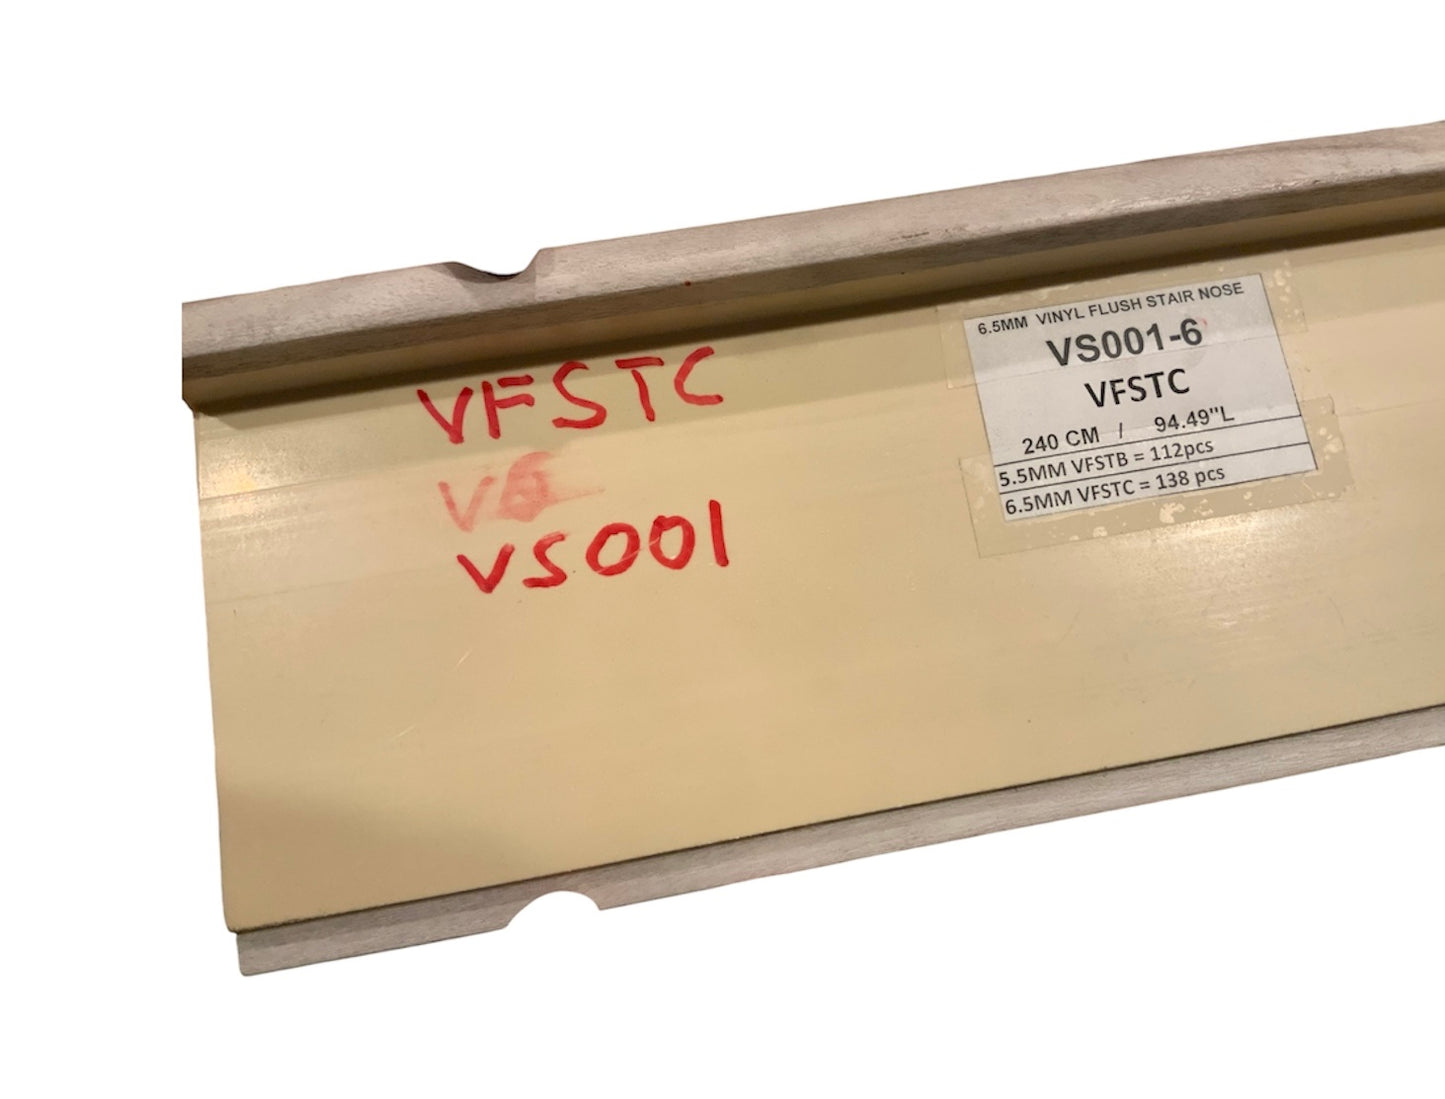 VFSTC
VS001
6.5MM VINYL FLUSH STAIR NOSE
VS001-6
VFSTC
240 CM / 94.49"L
5.5MM VFSTB = 112pcs
6.5MM VFSTC = 138 pcs